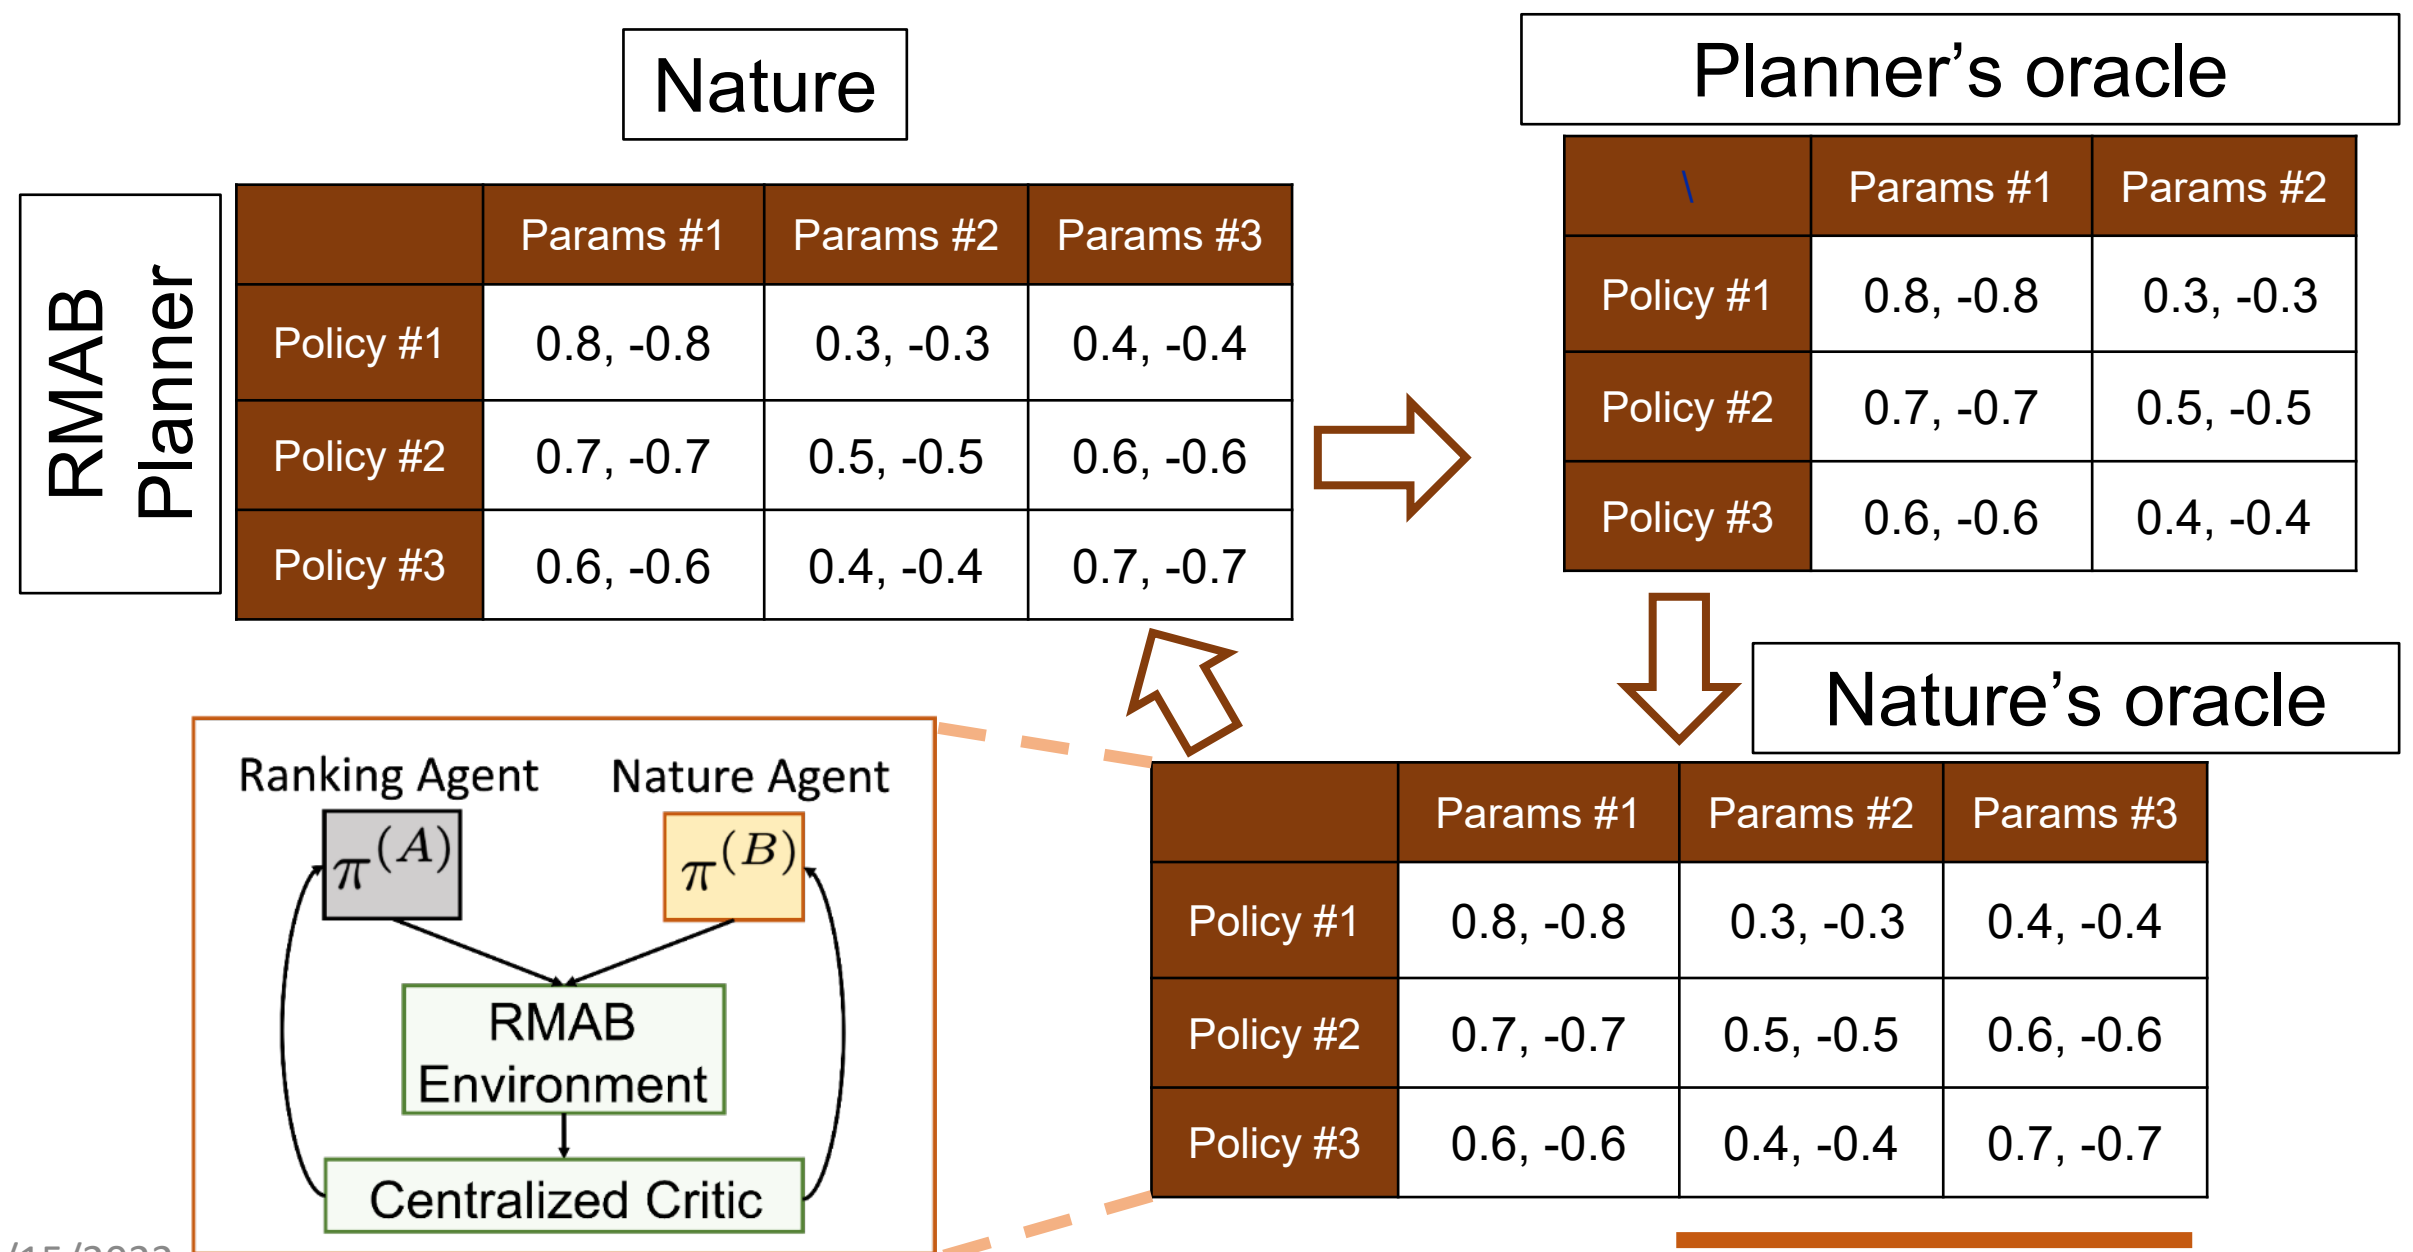 Nature
RMAB
Planner
Params #1 Params #2 Params #3
Policy #1 0.8, -0.8 0.3, -0.3 0.4, -0.4
Policy #2 0.7, -0.7 0.5, -0.5 0.6, -0.6
Policy #3 0.6, -0.6 0.4, -0.4 0.7, -0.7
Planner’s oracle
\ Params #1 Params #2
Policy #1 0.8, -0.8 0.3, -0.3
Policy #2 0.7, -0.7 0.5, -0.5
Policy #3 0.6, -0.6 0.4, -0.4
Nature’s oracle
Params #1 Params #2 Params #3
Policy #1 0.8, -0.8 0.3, -0.3 0.4, -0.4
Policy #2 0.7, -0.7 0.5, -0.5 0.6, -0.6
Policy #3 0.6, -0.6 0.4, -0.4 0.7, -0.7
Ranking Agent Nature Agent
π(A) π(B)
RMAB
Environment
Centralized Critic